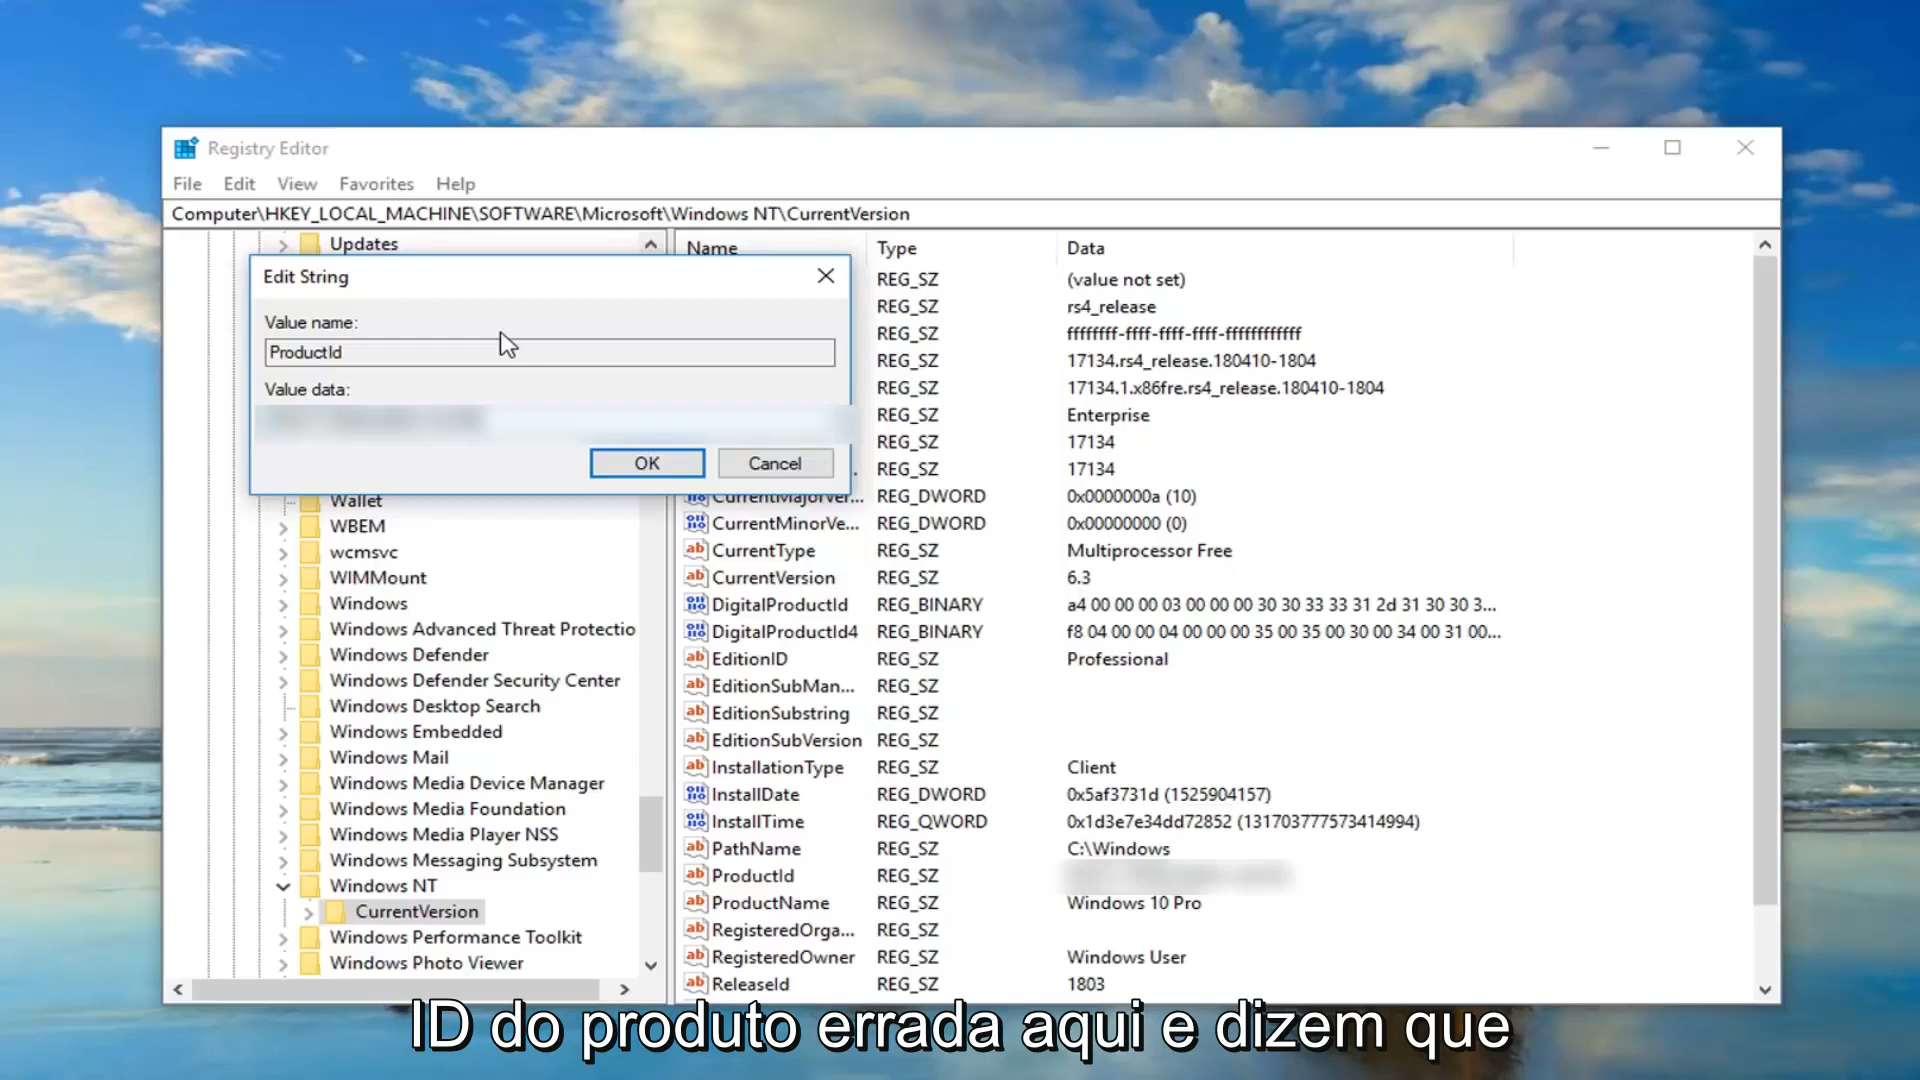 Registry Editor
File Edit View Favorites Help
Computer\HKEY_LOCAL_MACHINE\SOFTWARE\Microsoft\Windows NT\CurrentVersion
Updates
Edit String
Value name:
ProductId
Value data:
OK Cancel
Wallet
WBEM
wcmsvc
WIMMount
Windows
Windows Advanced Threat Protectio
Windows Defender
Windows Defender Security Center
Windows Desktop Search
Windows Embedded
Windows Mail
Windows Media Device Manager
Windows Media Foundation
Windows Media Player NSS
Windows Messaging Subsystem
Windows NT
CurrentVersion
Windows Performance Toolkit
Windows Photo Viewer
Name Type Data
REG_SZ (value not set)
REG_SZ rs4_release
REG_SZ ffffffff-ffff-ffff-ffff-ffffffffffff
REG_SZ 17134.rs4_release.180410-1804
REG_SZ 17134.1.x86fre.rs4_release.180410-1804
REG_SZ Enterprise
REG_SZ 17134
REG_SZ 17134
CurrentMajorVer... REG_DWORD 0x0000000a (10)
CurrentMinorVe... REG_DWORD 0x00000000 (0)
CurrentType REG_SZ Multiprocessor Free
CurrentVersion REG_SZ 6.3
DigitalProductId REG_BINARY a4 00 00 00 03 00 00 00 30 30 33 33 31 2d 31 30 30 3...
DigitalProductId4 REG_BINARY f8 04 00 00 04 00 00 00 35 00 35 00 30 00 34 00 31 00...
EditionID REG_SZ Professional
EditionSubMan... REG_SZ
EditionSubstring REG_SZ
EditionSubVersion REG_SZ
InstallationType REG_SZ Client
InstallDate REG_DWORD 0x5af3731d (1525904157)
InstallTime REG_QWORD 0x1d3e7e34dd72852 (131703777573414994)
PathName REG_SZ C:\Windows
ProductId REG_SZ
ProductName REG_SZ Windows 10 Pro
RegisteredOrga... REG_SZ
RegisteredOwner REG_SZ Windows User
ReleaseId REG_SZ 1803
ID do produto errada aqui e dizem que